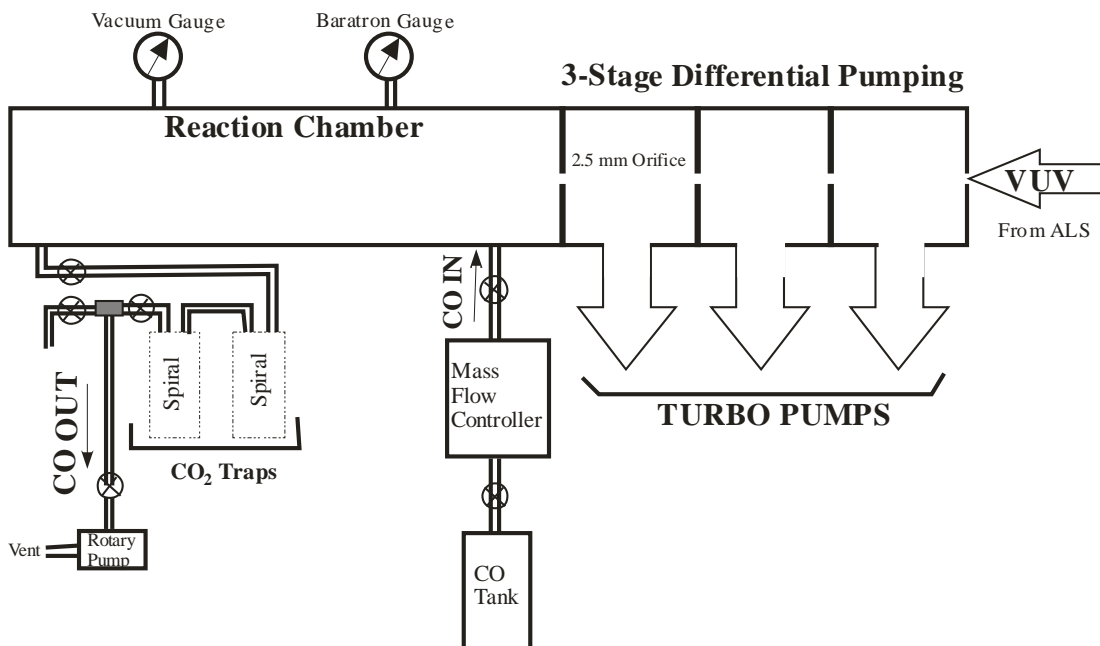 Vacuum Gauge
Baratron Gauge
3-Stage Differential Pumping
Reaction Chamber
2.5 mm Orifice
VUV
From ALS
CO IN
CO OUT
Spiral
Spiral
Mass
Flow
Controller
TURBO PUMPS
CO₂ Traps
Vent
Rotary
Pump
CO
Tank